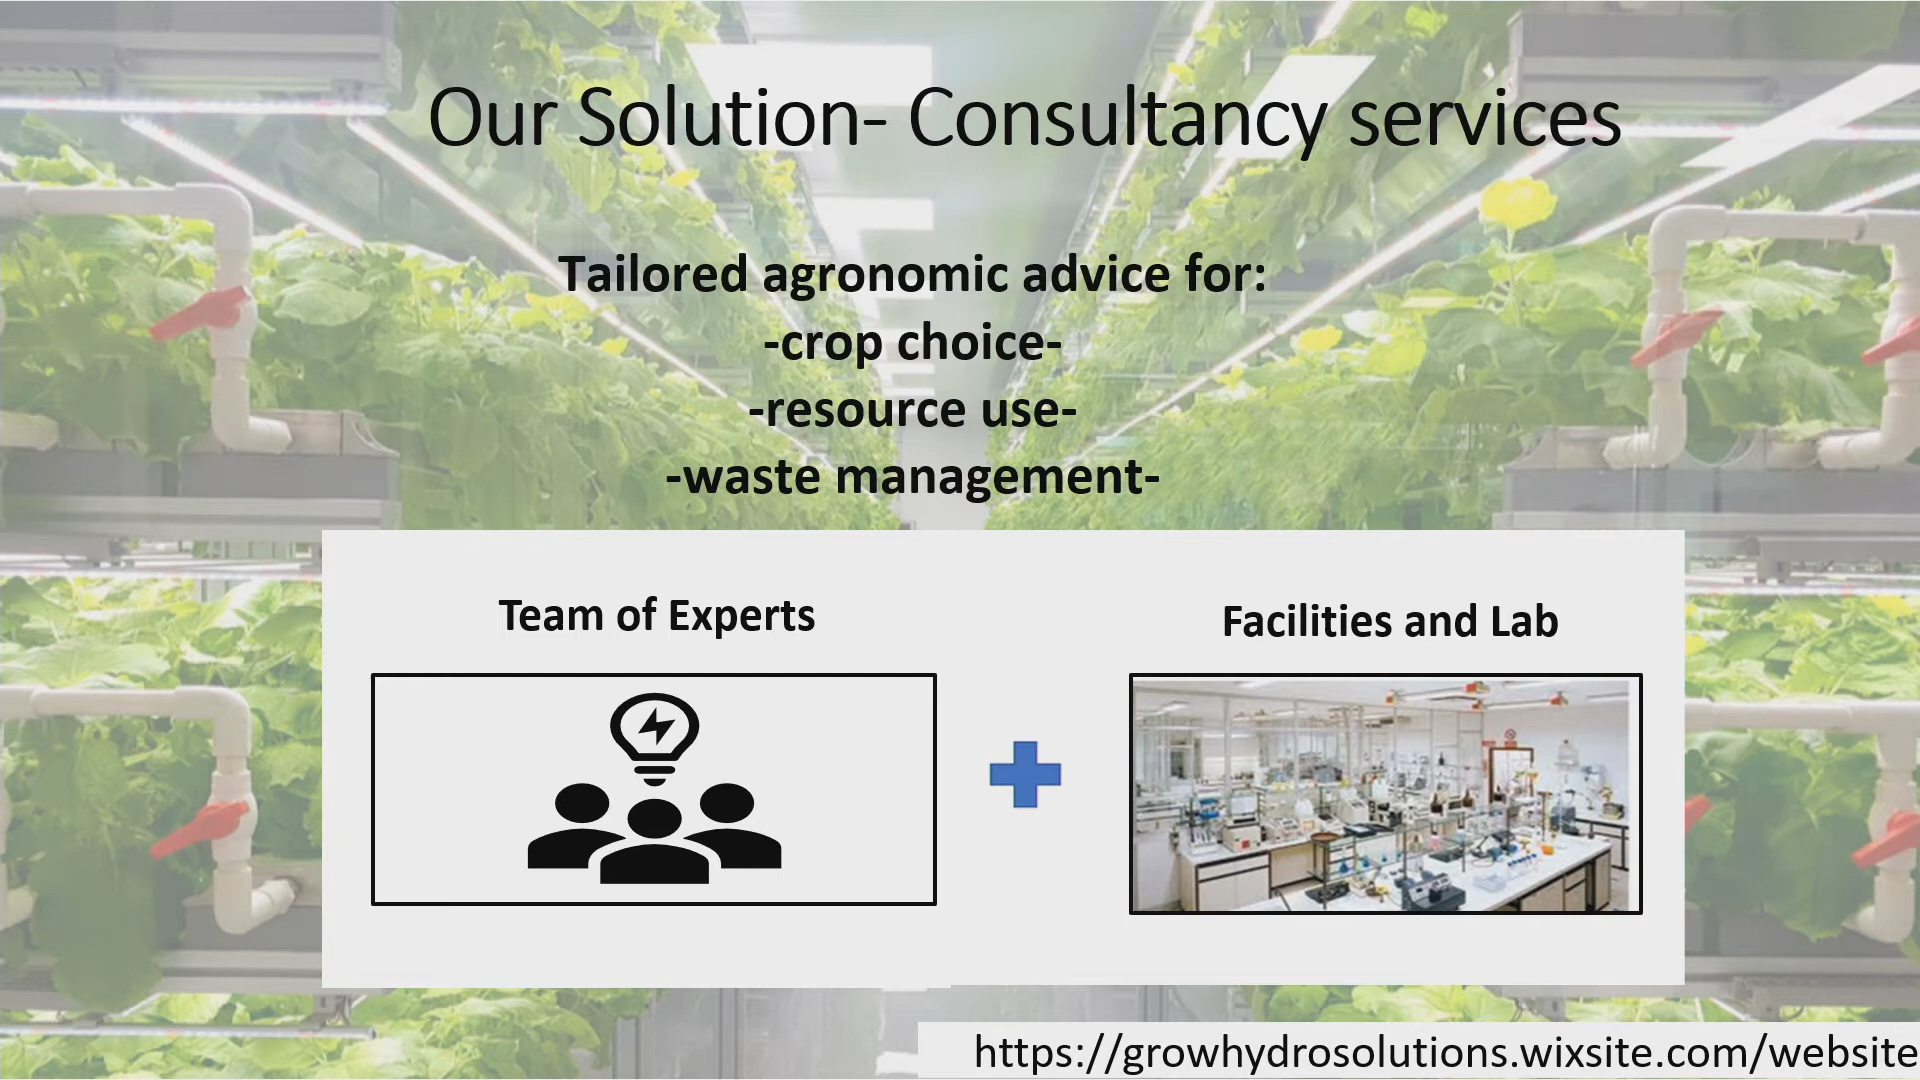 Our Solution- Consultancy services
Tailored agronomic advice for:
-crop choice-
-resource use-
-waste management-
Team of Experts
Facilities and Lab
https://growhydrosolutions.wixsite.com/website